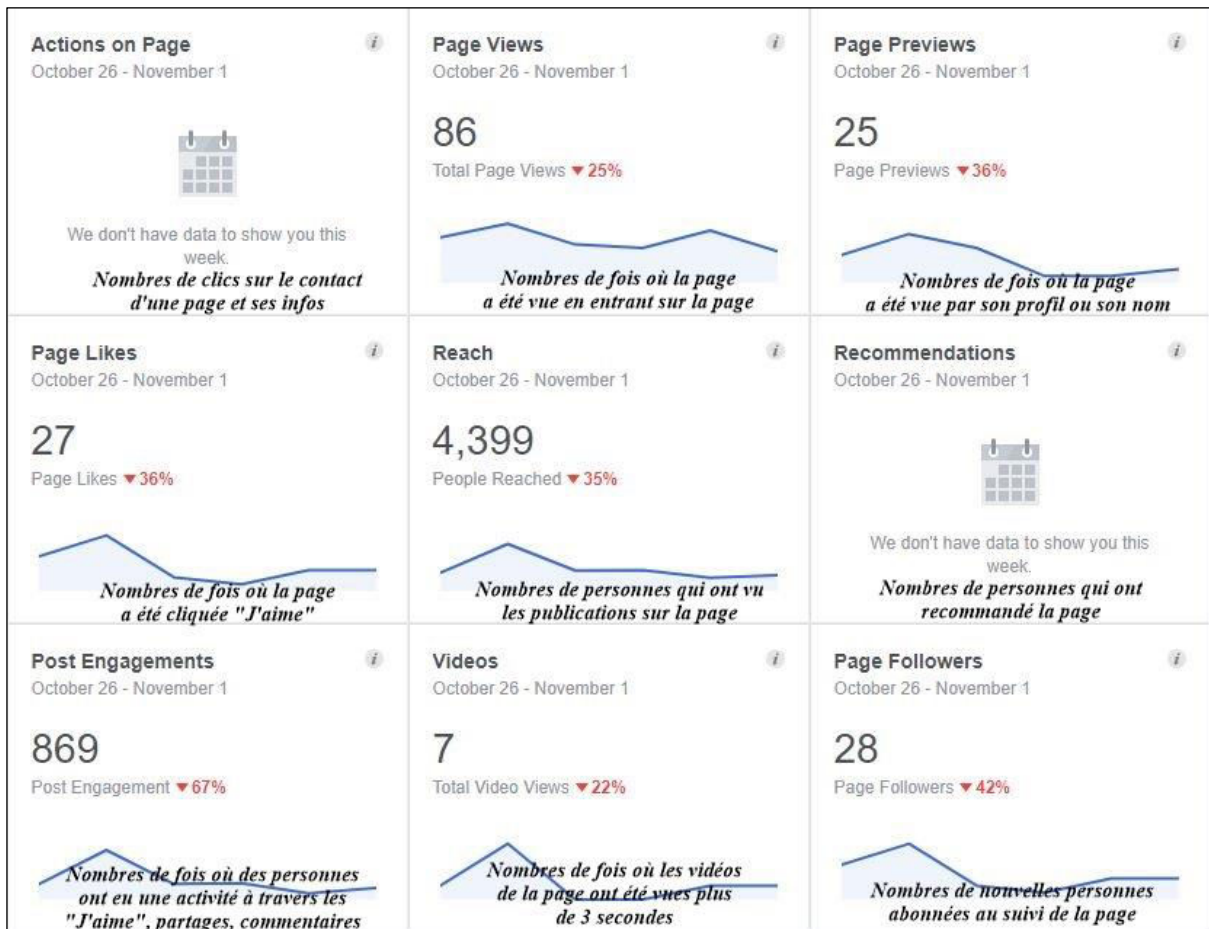 Actions on Page
October 26 - November 1
We don't have data to show you this
week.
Nombres de clics sur le contact
d'une page et ses infos
Page Views
October 26 - November 1
86
Total Page Views ▼25%
Nombres de fois où la page
a été vue en entrant sur la page
Page Previews
October 26 - November 1
25
Page Previews ▼36%
Nombres de fois où la page
a été vue par son profil ou son nom
Page Likes
October 26 - November 1
27
Page Likes ▼36%
Nombres de fois où la page
a été cliquée "J'aime"
Reach
October 26 - November 1
4,399
People Reached ▼35%
Nombres de personnes qui ont vu
les publications sur la page
Recommendations
October 26 - November 1
We don't have data to show you this
week.
Nombres de personnes qui ont
recommandé la page
Post Engagements
October 26 - November 1
869
Post Engagement ▼67%
Nombres de fois où des personnes
ont eu une activité à travers les
"J'aime", partages, commentaires
Videos
October 26 - November 1
7
Total Video Views ▼22%
Nombres de fois où les vidéos
de la page ont été vues plus
de 3 secondes
Page Followers
October 26 - November 1
28
Page Followers ▼42%
Nombres de nouvelles personnes
abonnées au suivi de la page